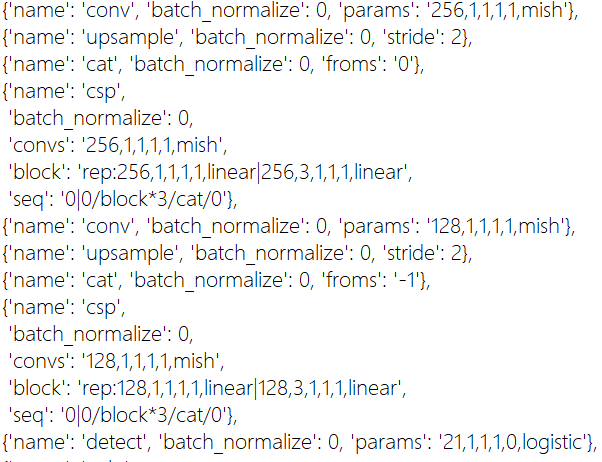 {'name': 'conv', 'batch_normalize': 0, 'params': '256,1,1,1,1,mish'},
{'name': 'upsample', 'batch_normalize': 0, 'stride': 2},
{'name': 'cat', 'batch_normalize': 0, 'froms': '0'},
{'name': 'csp',
'batch_normalize': 0,
'convs': '256,1,1,1,1,mish',
'block': 'rep:256,1,1,1,1,linear|256,3,1,1,1,linear',
'seq': '0|0/block*3/cat/0'},
{'name': 'conv', 'batch_normalize': 0, 'params': '128,1,1,1,1,mish'},
{'name': 'upsample', 'batch_normalize': 0, 'stride': 2},
{'name': 'cat', 'batch_normalize': 0, 'froms': '-1'},
{'name': 'csp',
'batch_normalize': 0,
'convs': '128,1,1,1,1,mish',
'block': 'rep:128,1,1,1,1,linear|128,3,1,1,1,linear',
'seq': '0|0/block*3/cat/0'},
{'name': 'detect', 'batch_normalize': 0, 'params': '21,1,1,1,0,logistic'},